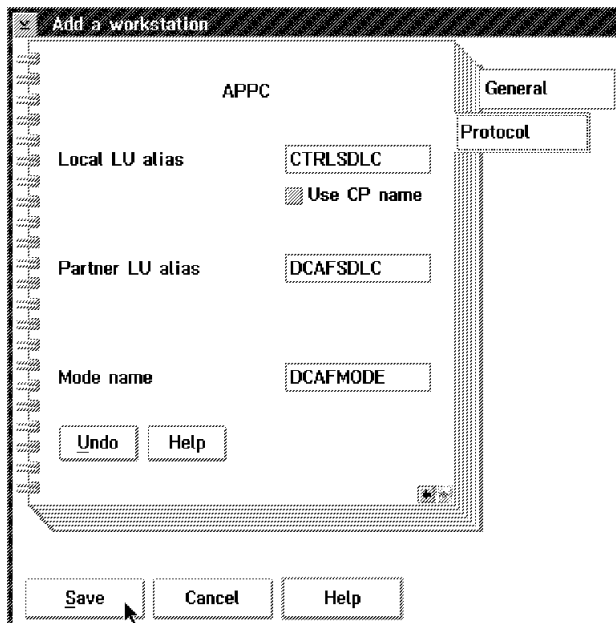 Add a workstation
APPC
General
Protocol
Local LU alias CTRLSDLC
Use CP name
Partner LU alias DCAFSDLC
Mode name DCAFMODE
Undo Help
Save Cancel Help